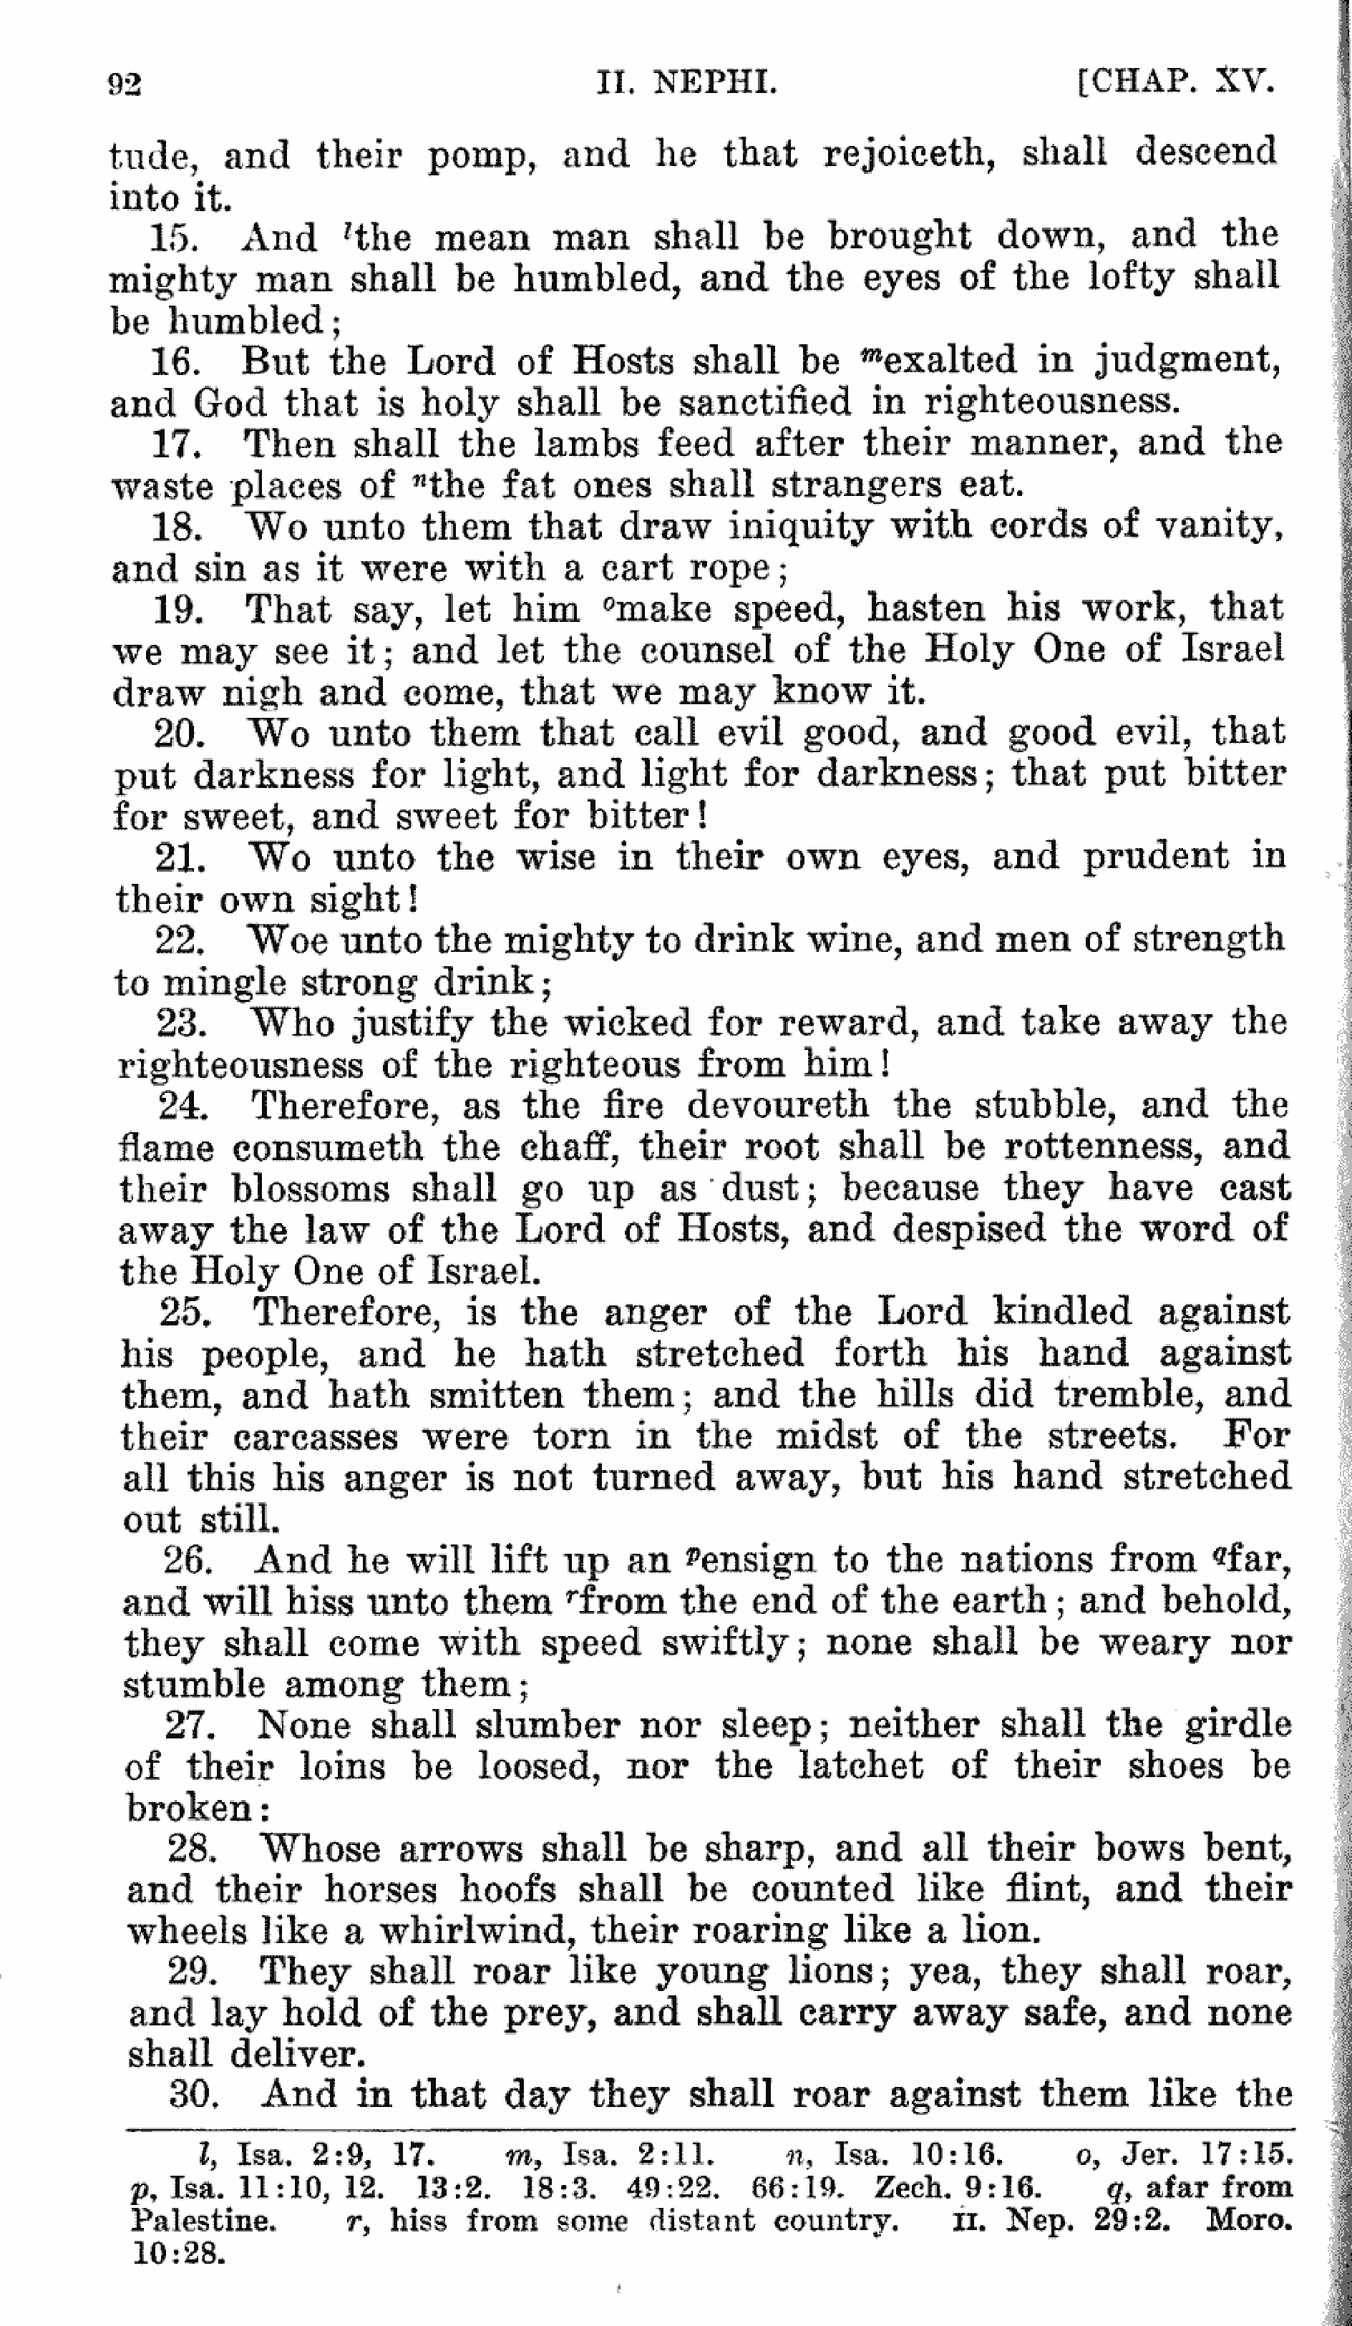 92 II. NEPHI. [CHAP. XV.
tude, and their pomp, and he that rejoiceth, shall descend
into it.
15. And lthe mean man shall be brought down, and the
mighty man shall be humbled, and the eyes of the lofty shall
be humbled;
16. But the Lord of Hosts shall be mexalted in judgment,
and God that is holy shall be sanctified in righteousness.
17. Then shall the lambs feed after their manner, and the
waste places of nthe fat ones shall strangers eat.
18. Wo unto them that draw iniquity with cords of vanity,
and sin as it were with a cart rope;
19. That say, let him omake speed, hasten his work, that
we may see it; and let the counsel of the Holy One of Israel
draw nigh and come, that we may know it.
20. Wo unto them that call evil good, and good evil, that
put darkness for light, and light for darkness; that put bitter
for sweet, and sweet for bitter!
21. Wo unto the wise in their own eyes, and prudent in
their own sight!
22. Woe unto the mighty to drink wine, and men of strength
to mingle strong drink;
23. Who justify the wicked for reward, and take away the
righteousness of the righteous from him!
24. Therefore, as the fire devoureth the stubble, and the
flame consumeth the chaff, their root shall be rottenness, and
their blossoms shall go up as dust; because they have cast
away the law of the Lord of Hosts, and despised the word of
the Holy One of Israel.
25. Therefore, is the anger of the Lord kindled against
his people, and he hath stretched forth his hand against
them, and hath smitten them; and the hills did tremble, and
their carcasses were torn in the midst of the streets. For
all this his anger is not turned away, but his hand stretched
out still.
26. And he will lift up an pensign to the nations from qfar,
and will hiss unto them rfrom the end of the earth; and behold,
they shall come with speed swiftly; none shall be weary nor
stumble among them;
27. None shall slumber nor sleep; neither shall the girdle
of their loins be loosed, nor the latchet of their shoes be
broken:
28. Whose arrows shall be sharp, and all their bows bent,
and their horses hoofs shall be counted like flint, and their
wheels like a whirlwind, their roaring like a lion.
29. They shall roar like young lions; yea, they shall roar,
and lay hold of the prey, and shall carry away safe, and none
shall deliver.
30. And in that day they shall roar against them like the
l, Isa. 2:9, 17. m, Isa. 2:11. n, Isa. 10:16. o, Jer. 17:15.
p, Isa. 11:10, 12. 13:2. 18:3. 49:22. 66:19. Zech. 9:16. q, afar from
Palestine. r, hiss from some distant country. II. Nep. 29:2. Moro.
10:28.